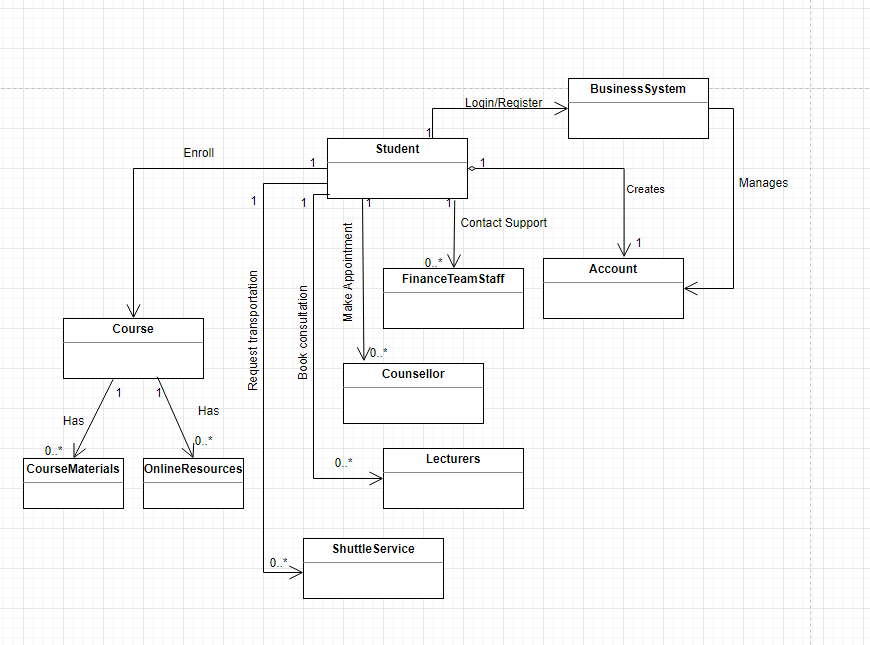 BusinessSystem
Login/Register
1
Student
Enroll
1
1
Manages
Creates
1
1
1
1
1
Contact Support
Make Appointment
1
0..*
FinanceTeamStaff
Account
Request transportation
Book consultation
Course
0..*
Counsellor
1
1
Has
Has
0..*
0..*
CourseMaterials
OnlineResources
0..*
Lecturers
0..*
ShuttleService